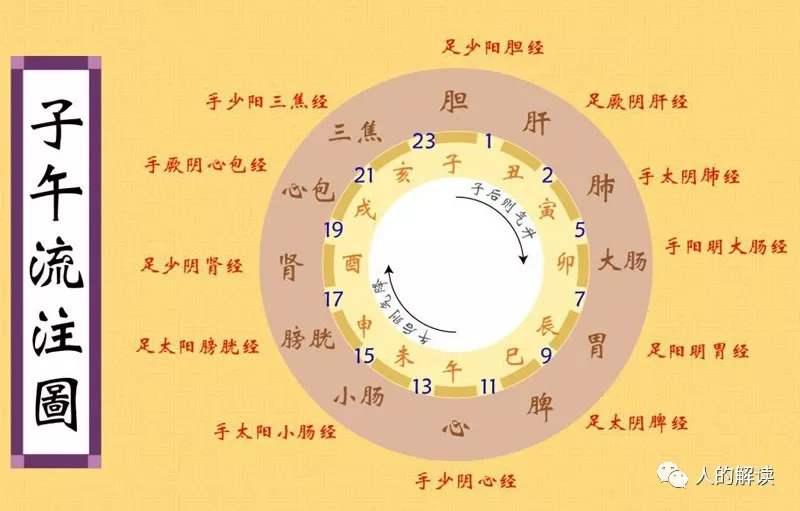 子午流注圖
足少阳胆经
足厥阴肝经
手太阴肺经
手阳明大肠经
足阳明胃经
足太阴脾经
手少阴心经
手太阳小肠经
足太阳膀胱经
足少阴肾经
手厥阴心包经
手少阳三焦经
胆
肝
肺
大肠
胃
脾
心
小肠
膀胱
肾
心包
三焦
23
1
2
5
7
9
11
13
15
17
19
21
子
丑
寅
卯
辰
巳
午
未
申
酉
戌
亥
子后则气升
午后则气降
人的解读